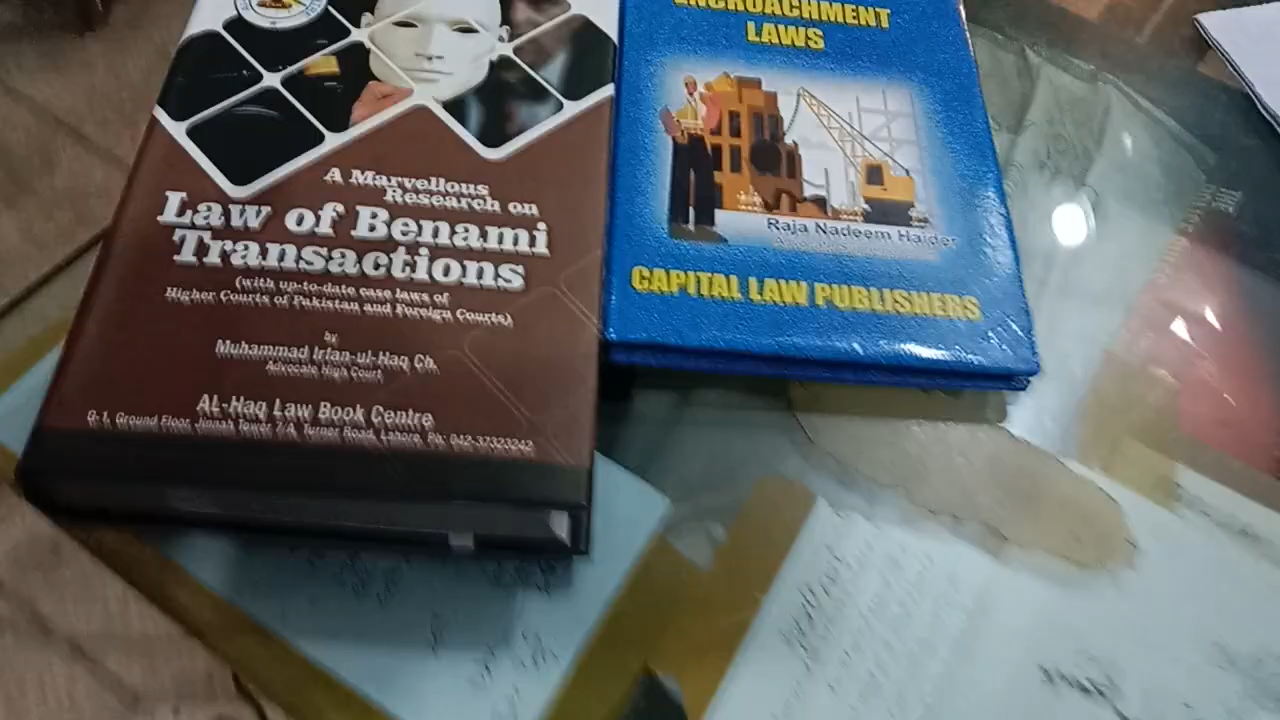 A Marvellous
Research on
Law of Benami
Transactions
(with up-to-date case laws of
Higher Courts of Pakistan and Foreign Courts)
by
Muhammad Irfan-ul-Haq Ch.
Advocate High Court
AL-Haq Law Book Centre
G-1, Ground Floor, Jinnah Tower 7/A, Turner Road, Lahore. Ph: 042-37323242
ENCROACHMENT
LAWS
Raja Nadeem Haider
CAPITAL LAW PUBLISHERS